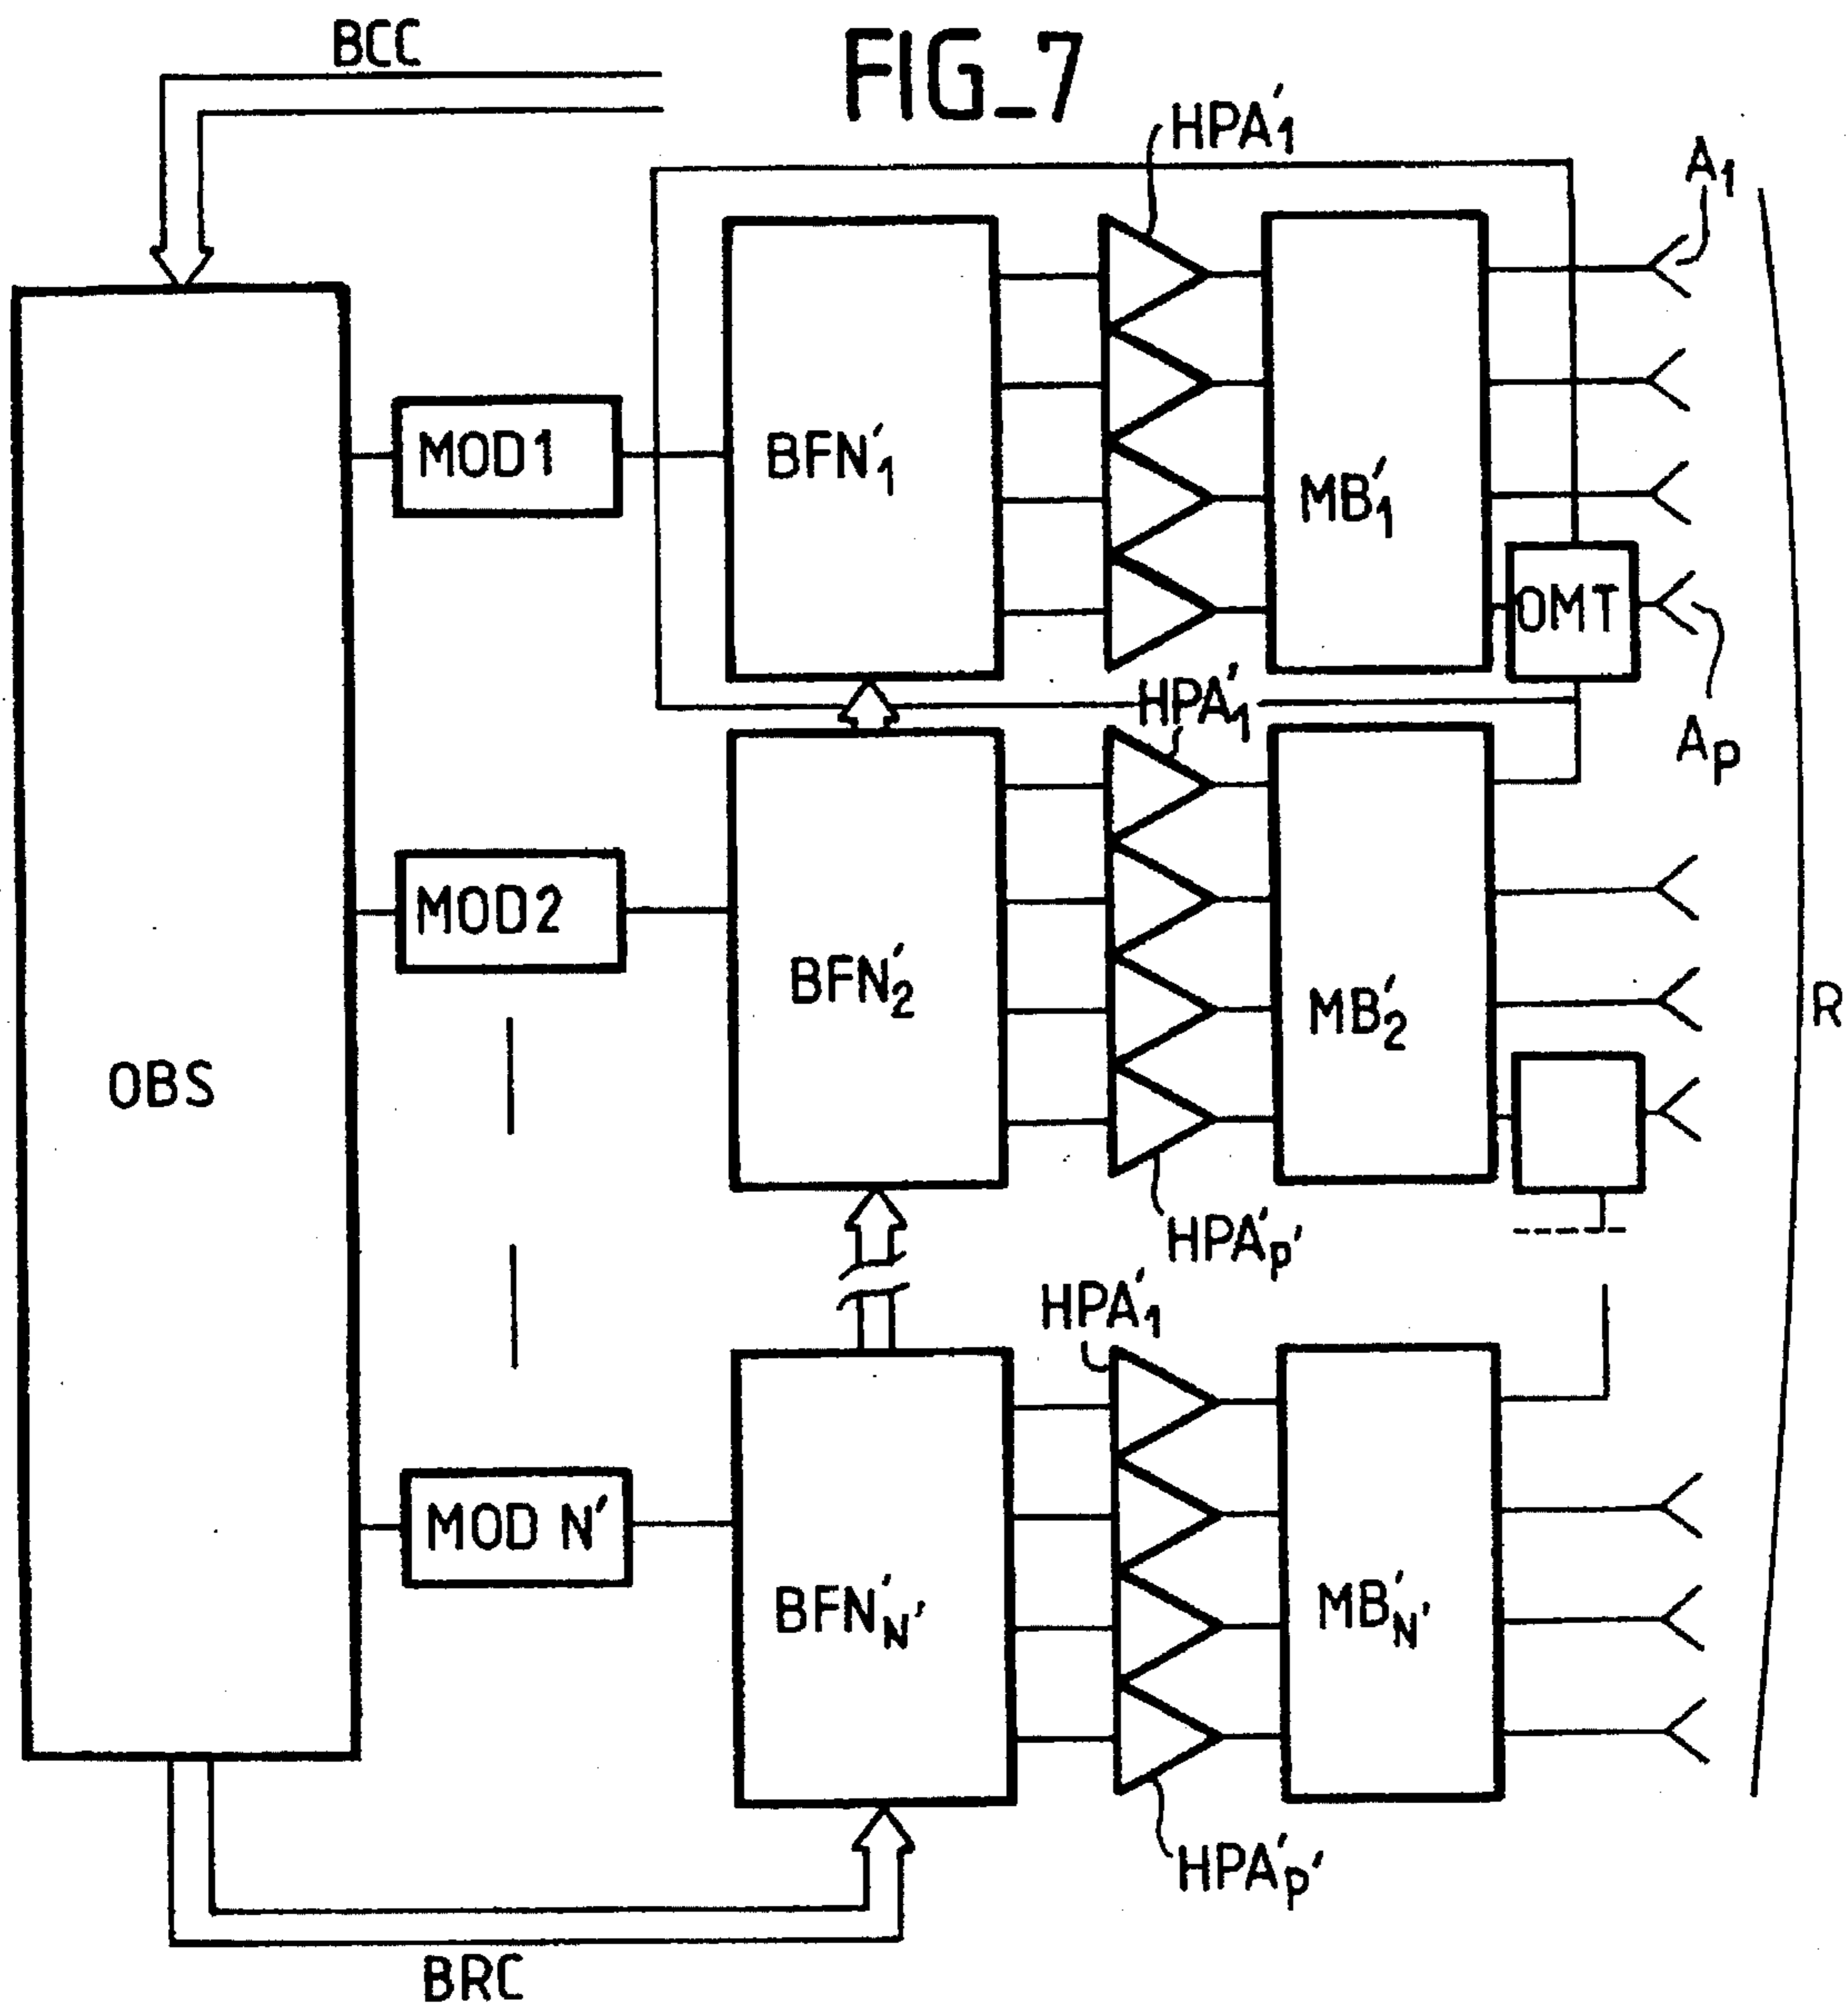 BCC
FIG_7
HPA'1
A1
MOD1
BFN'1
MB'1
OMT
HPA'1
Ap
MOD2
BFN'2
MB'2
R
OBS
HPA'p'
HPA'1
MOD N'
BFN'N'
MB'N'
HPA'p'
BRC